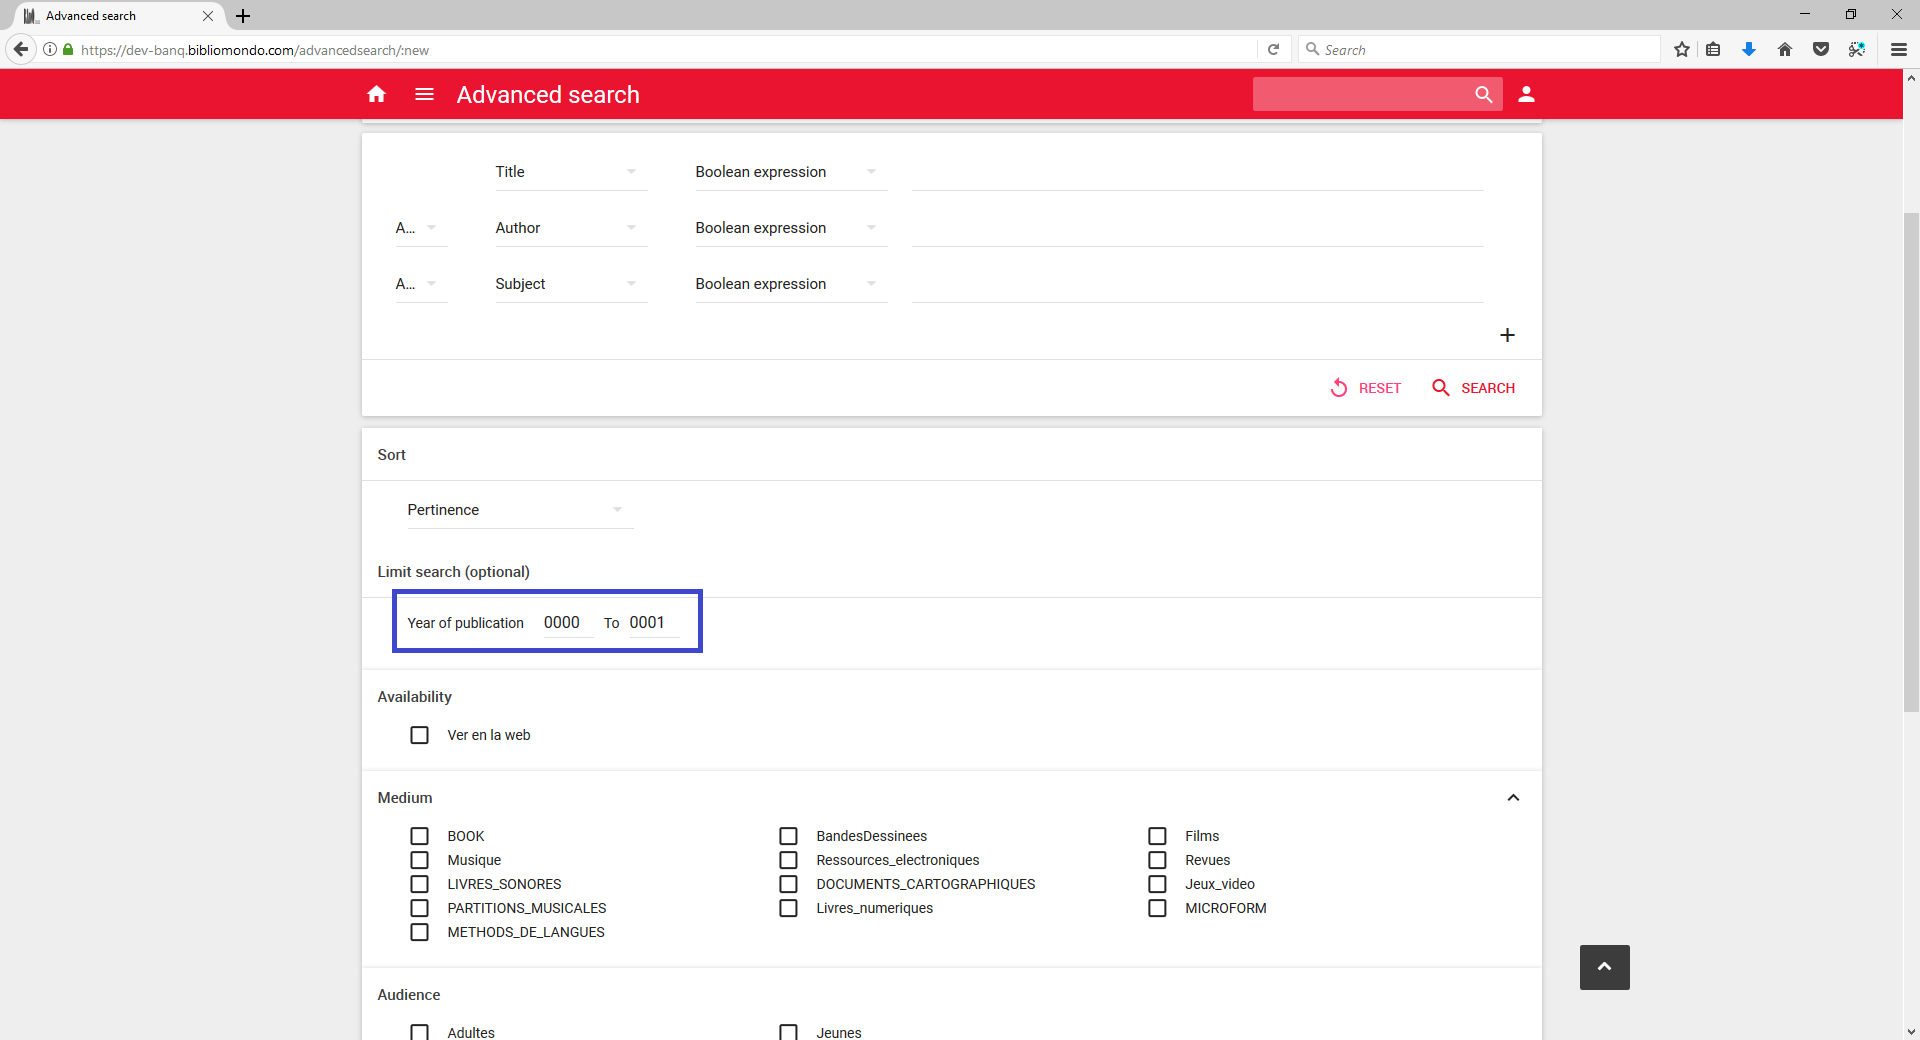 Advanced search
https://dev-banq.bibliomondo.com/advancedsearch/:new
Search
Advanced search
Title Boolean expression
A... Author Boolean expression
A... Subject Boolean expression
RESET SEARCH
Sort
Pertinence
Limit search (optional)
Year of publication 0000 To 0001
Availability
Ver en la web
Medium
BOOK BandesDessinees Films
Musique Ressources_electroniques Revues
LIVRES_SONORES DOCUMENTS_CARTOGRAPHIQUES Jeux_video
PARTITIONS_MUSICALES Livres_numeriques MICROFORM
METHODS_DE_LANGUES
Audience
Adultes Jeunes